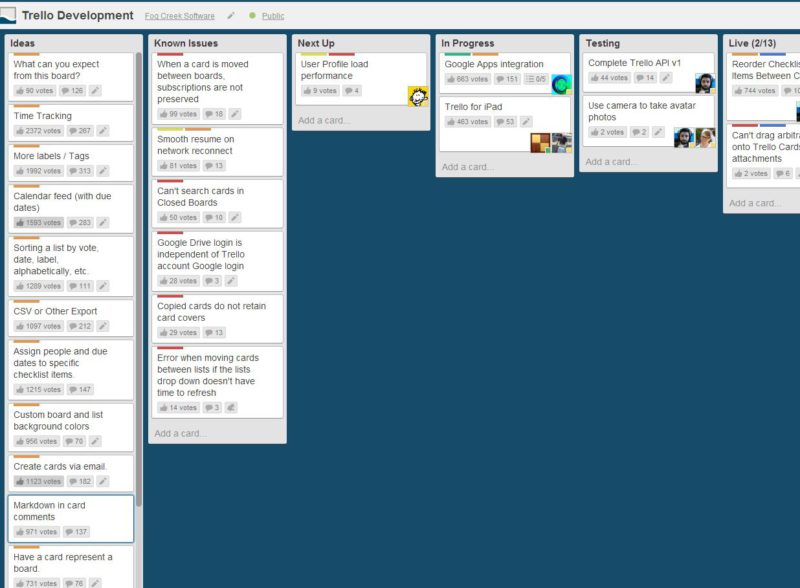 Trello Development
Fog Creek Software
Public
Ideas
What can you expect
from this board?
90 votes 126
Time Tracking
2372 votes 267
More labels / Tags
1992 votes 313
Calendar feed (with due
dates)
1593 votes 283
Sorting a list by vote,
date, label,
alphabetically, etc.
1289 votes 111
CSV or Other Export
1097 votes 212
Assign people and due
dates to specific
checklist items.
1215 votes 147
Custom board and list
background colors
956 votes 70
Create cards via email.
1123 votes 182
Markdown in card
comments
971 votes 137
Have a card represent a
board.
731 votes 76
Known Issues
When a card is moved
between boards,
subscriptions are not
preserved
99 votes 18
Smooth resume on
network reconnect
81 votes 13
Can't search cards in
Closed Boards
50 votes 10
Google Drive login is
independent of Trello
account Google login
28 votes 3
Copied cards do not retain
card covers
29 votes 13
Error when moving cards
between lists if the lists
drop down doesn't have
time to refresh
14 votes 3
Add a card...
Next Up
User Profile load
performance
9 votes 4
Add a card...
In Progress
Google Apps integration
663 votes 151 0/5
Trello for iPad
463 votes 53
Add a card...
Testing
Complete Trello API v1
44 votes 14
Use camera to take avatar
photos
2 votes 2
Add a card...
Live (2/13)
Reorder Checklis
Items Between C
744 votes 10
Can't drag arbitra
onto Trello Cards
attachments
2 votes 6
Add a card...